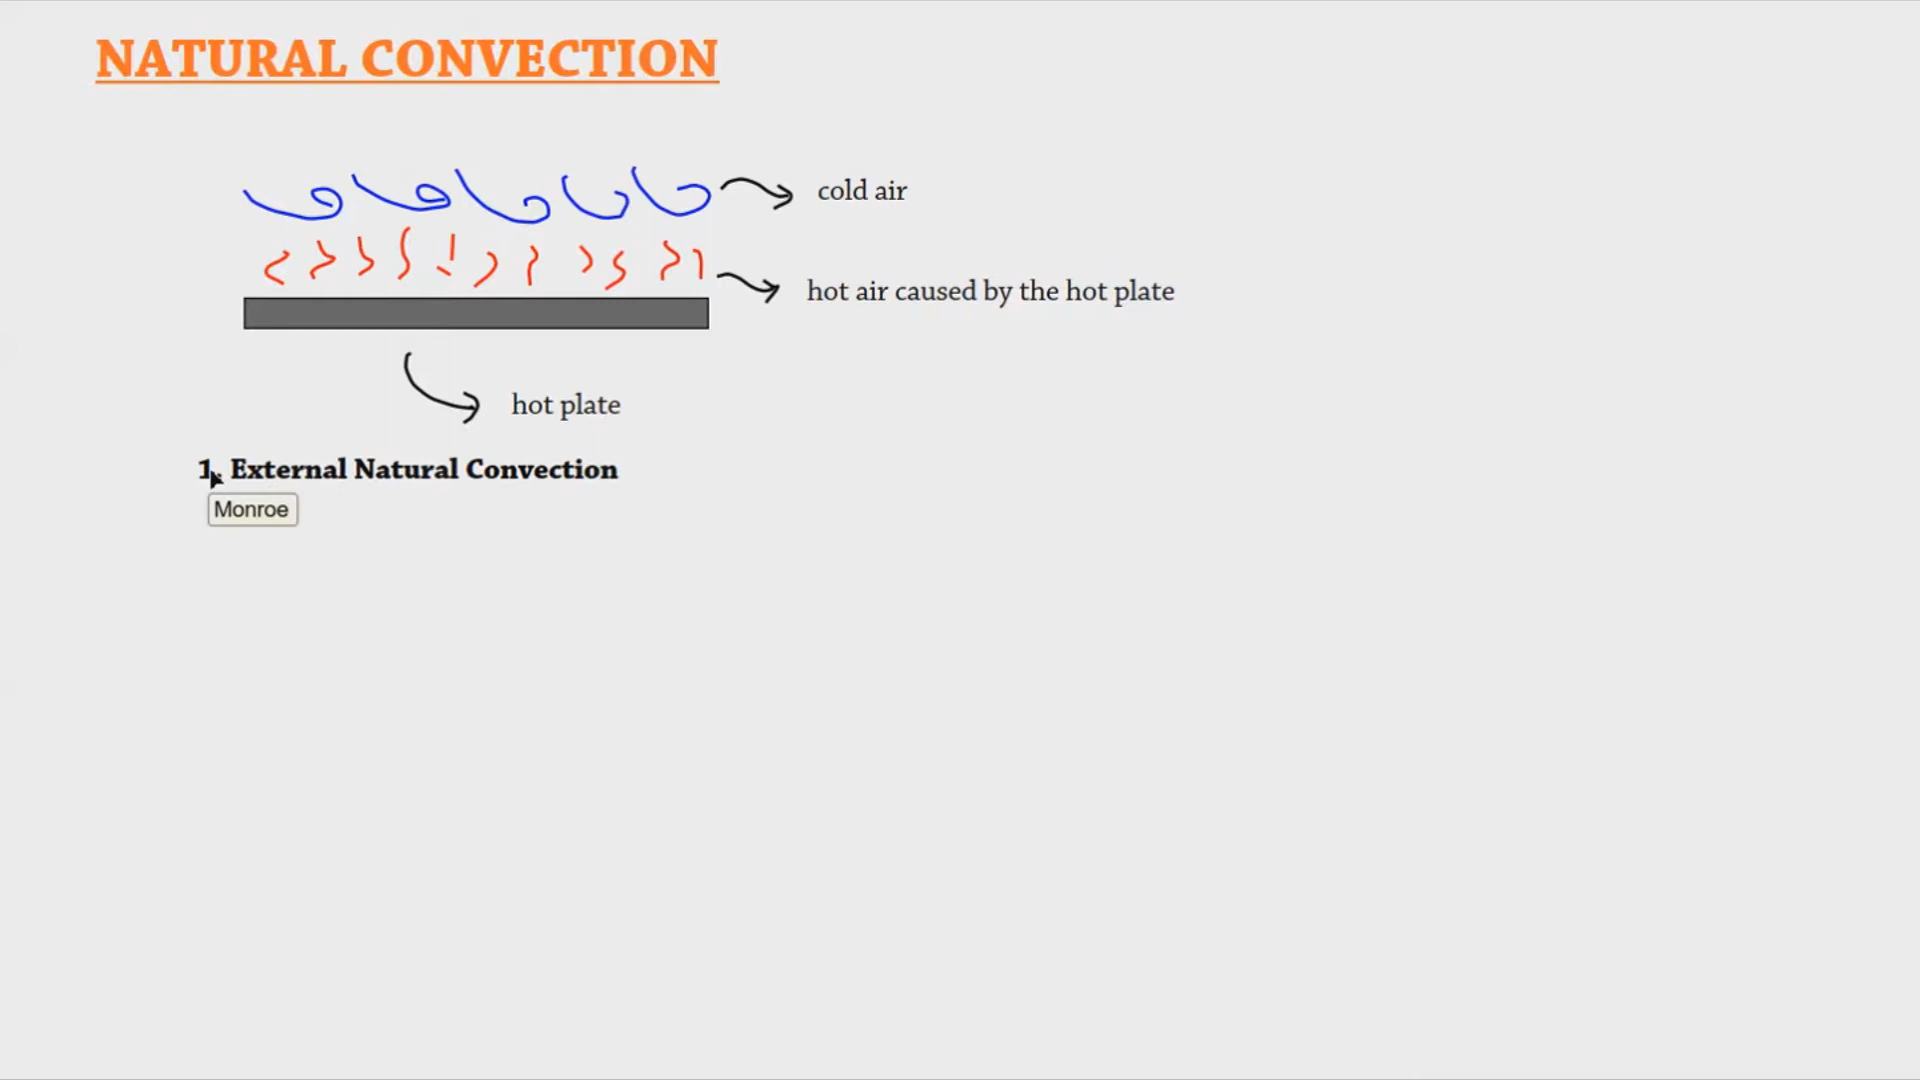 NATURAL CONVECTION
cold air
hot air caused by the hot plate
hot plate
1. External Natural Convection
Monroe